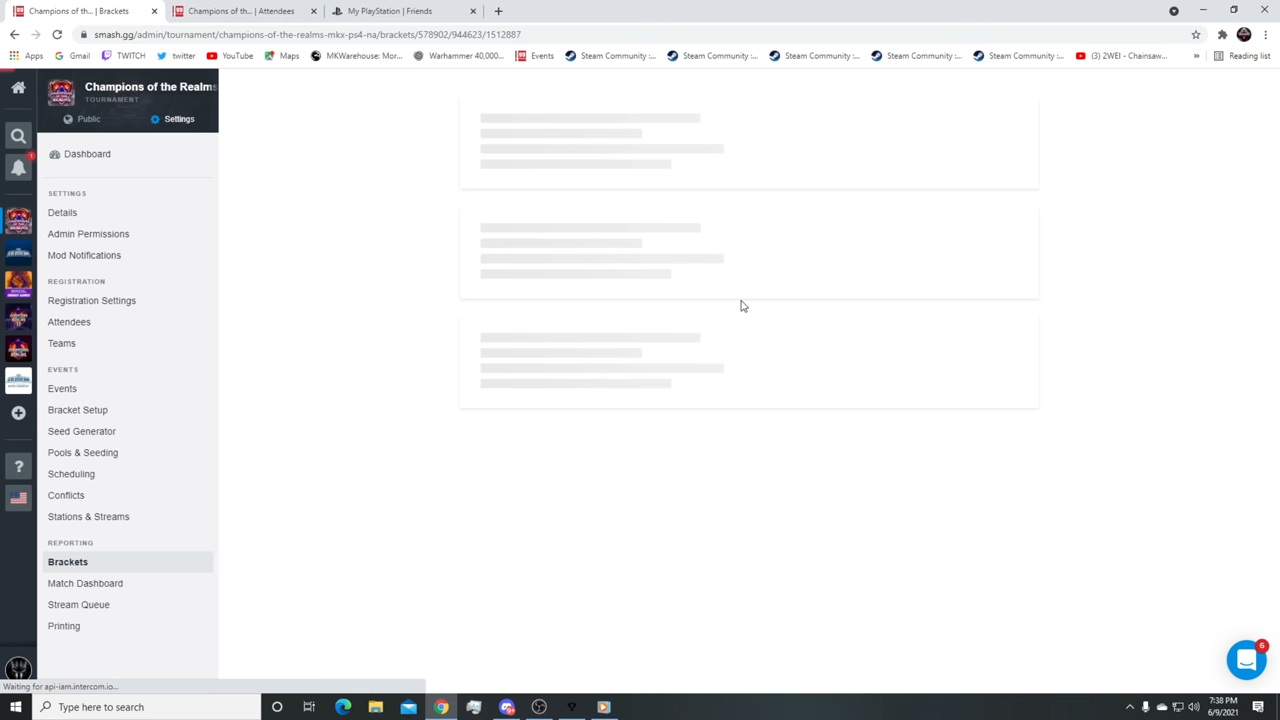 Champions of the... | Brackets
Champions of the... | Attendees
My PlayStation | Friends
smash.gg/admin/tournament/champions-of-the-realms-mkx-ps4-na/brackets/578902/944623/1512887
Apps
Gmail
TWITCH
twitter
YouTube
Maps
MKWarehouse: Mor...
Warhammer 40,000...
Events
Steam Community :...
Steam Community :...
Steam Community :...
Steam Community :...
Steam Community :...
(3) 2WEI - Chainsaw...
»
Reading list
Champions of the Realms
TOURNAMENT
Public
Settings
1
Dashboard
SETTINGS
Details
Admin Permissions
Mod Notifications
REGISTRATION
Registration Settings
Attendees
Teams
EVENTS
Events
Bracket Setup
Seed Generator
Pools & Seeding
Scheduling
Conflicts
Stations & Streams
REPORTING
Brackets
Match Dashboard
Stream Queue
Printing
6
Waiting for api-iam.intercom.io...
Type here to search
7:38 PM
6/9/2021